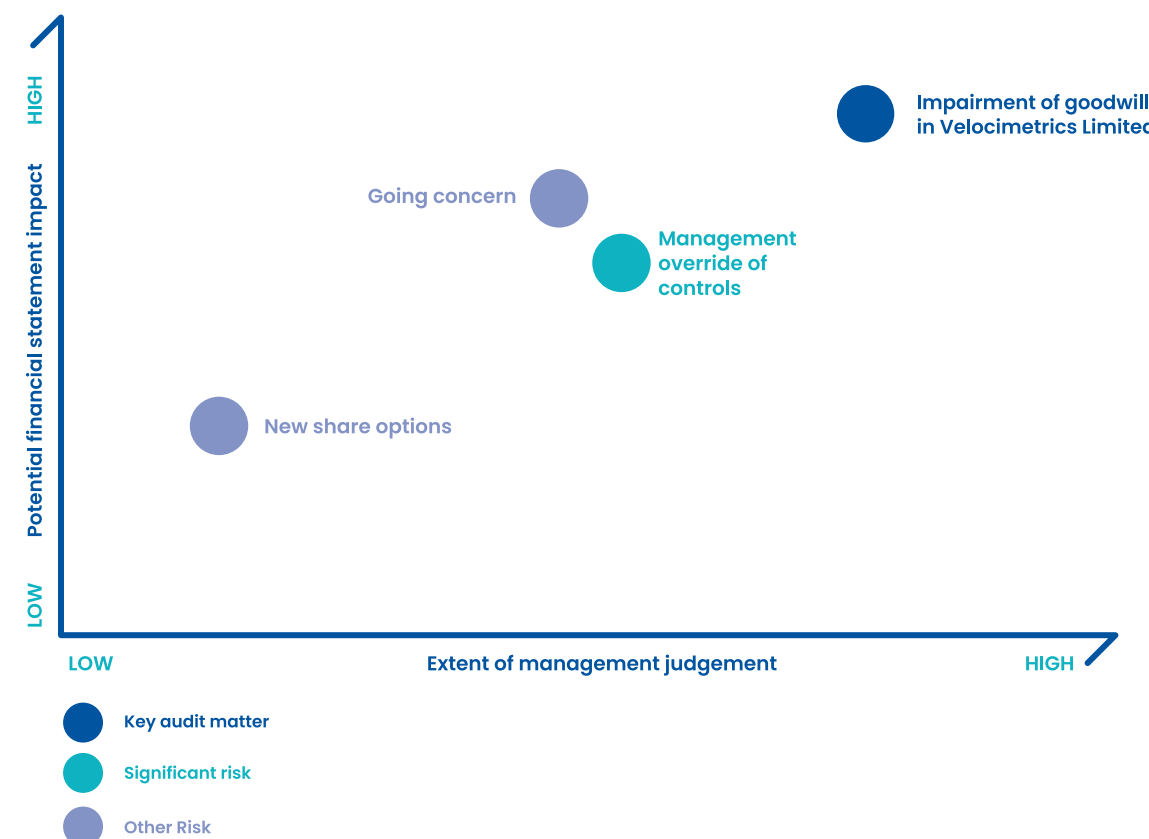 HIGH
Potential financial statement impact
LOW
Impairment of goodwill
in Velocimetrics Limited
Going concern
Management
override of
controls
New share options
LOW
Extent of management judgement
HIGH
Key audit matter
Significant risk
Other Risk